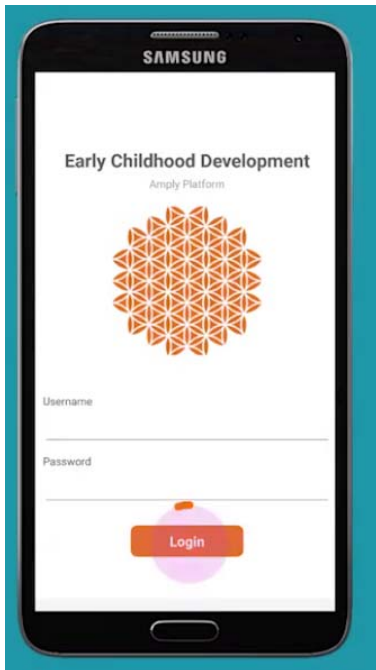 SAMSUNG
Early Childhood Development
Amply Platform
Username
Password
Login